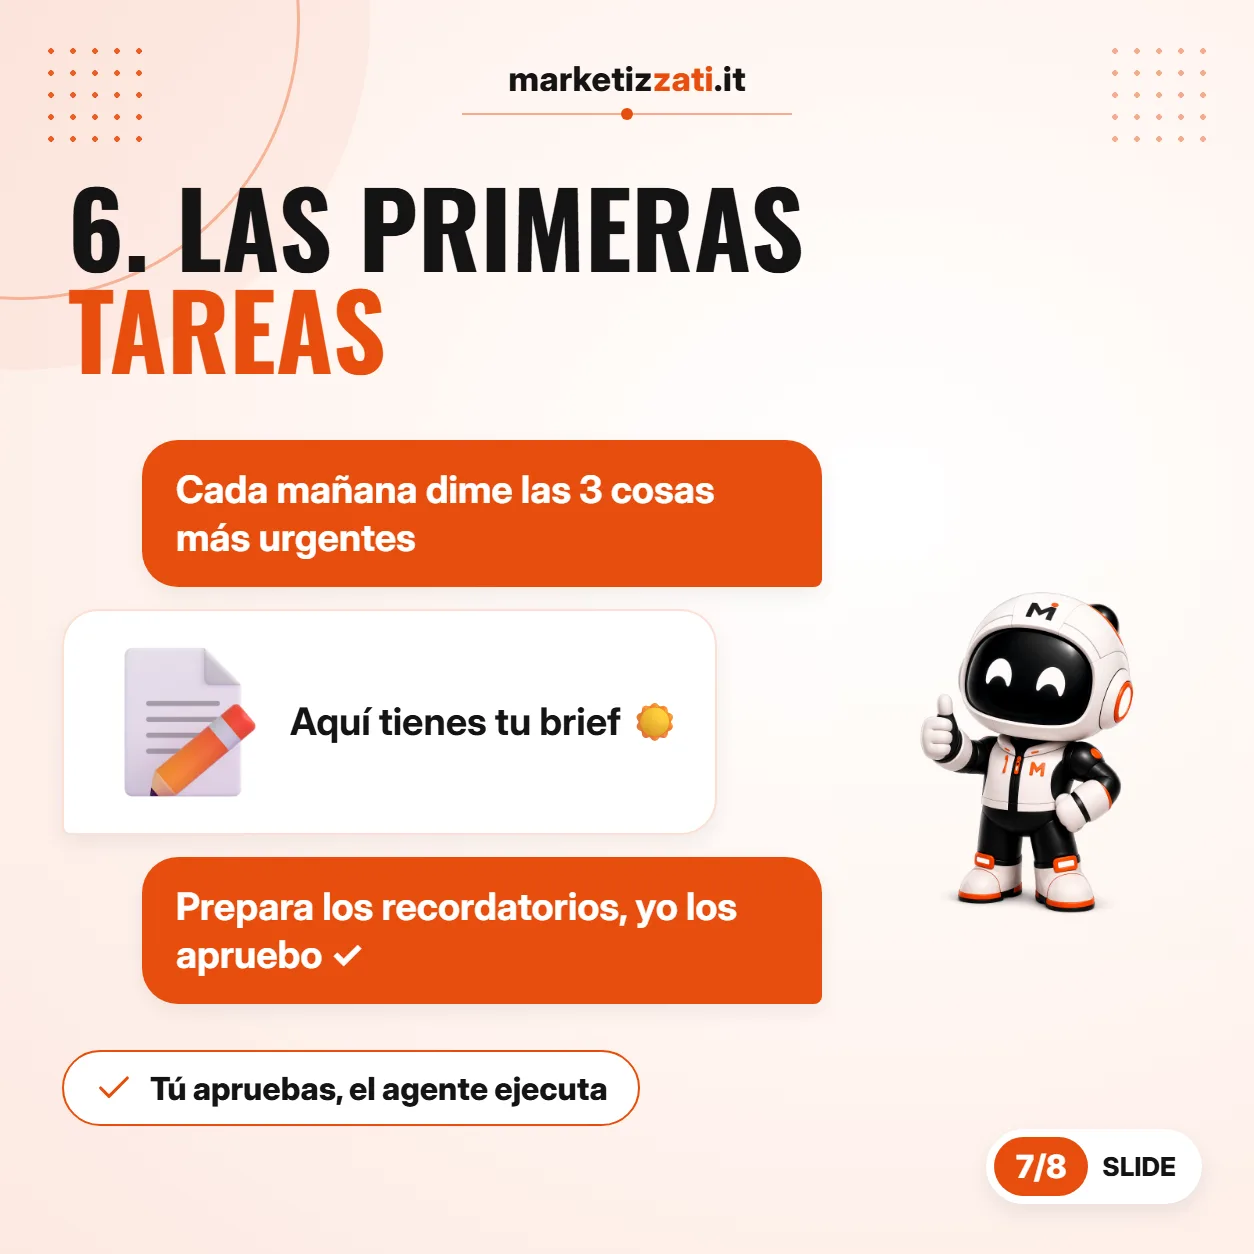 marketizzati.it
6. LAS PRIMERAS
TAREAS
Cada mañana dime las 3 cosas
más urgentes
Aquí tienes tu brief
Prepara los recordatorios, yo los
apruebo ✓
Tú apruebas, el agente ejecuta
7/8 SLIDE
M
M